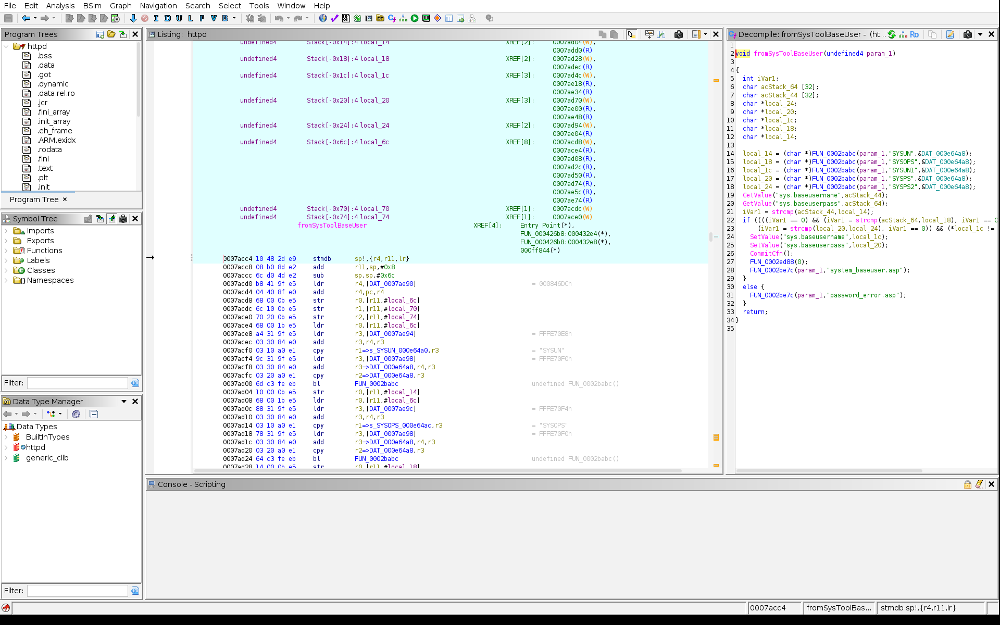 File Edit Analysis BSim Graph Navigation Search Select Tools Window Help
I D U L F V B
Program Trees
httpd
.bss
.data
.got
.dynamic
.data.rel.ro
.jcr
.fini_array
.init_array
.eh_frame
.ARM.exidx
.rodata
.fini
.text
.plt
.init
Program Tree ×
Symbol Tree
Imports
Exports
Functions
Labels
Classes
Namespaces
Filter:
Data Type Manager
Data Types
BuiltInTypes
httpd
generic_clib
Filter:
Listing: httpd
undefined4 Stack[-0x14]:4 local_14 XREF[2]: 0007ad04(W),
0007add0(R)
undefined4 Stack[-0x18]:4 local_18 XREF[2]: 0007ad28(W),
0007adec(R)
undefined4 Stack[-0x1c]:4 local_1c XREF[3]: 0007ad4c(W),
0007ae18(R),
0007ae34(R)
undefined4 Stack[-0x20]:4 local_20 XREF[3]: 0007ad70(W),
0007ae00(R),
0007ae48(R)
undefined4 Stack[-0x24]:4 local_24 XREF[2]: 0007ad94(W),
0007ae04(R)
undefined4 Stack[-0x6c]:4 local_6c XREF[8]: 0007acd8(W),
0007ace4(R),
0007ad08(R),
0007ad2c(R),
0007ad50(R),
0007ad74(R),
0007ae5c(R),
0007ae74(R)
undefined4 Stack[-0x70]:4 local_70 XREF[1]: 0007acdc(W)
undefined4 Stack[-0x74]:4 local_74 XREF[1]: 0007ace0(W)
fromSysToolBaseUser XREF[4]: Entry Point(*),
FUN_000426b8:000432e4(*),
FUN_000426b8:000432e8(*),
000ff844(*)
0007acc4 10 48 2d e9 stmdb sp!,{r4,r11,lr}
0007acc8 08 b0 8d e2 add r11,sp,#0x8
0007accc 6c d0 4d e2 sub sp,sp,#0x6c
0007acd0 b8 41 9f e5 ldr r4,[DAT_0007ae90] = 000846DCh
0007acd4 04 40 8f e0 add r4,pc,r4
0007acd8 68 00 0b e5 str r0,[r11,#local_6c]
0007acdc 6c 10 0b e5 str r1,[r11,#local_70]
0007ace0 70 20 0b e5 str r2,[r11,#local_74]
0007ace4 68 00 1b e5 ldr r0,[r11,#local_6c]
0007ace8 a4 31 9f e5 ldr r3,[DAT_0007ae94] = FFFE70E8h
0007acec 03 30 84 e0 add r3,r4,r3
0007acf0 03 10 a0 e1 cpy r1=>s_SYSUN_000e64a0,r3 = "SYSUN"
0007acf4 9c 31 9f e5 ldr r3,[DAT_0007ae98] = FFFE70F0h
0007acf8 03 30 84 e0 add r3=>DAT_000e64a8,r4,r3
0007acfc 03 20 a0 e1 cpy r2=>DAT_000e64a8,r3
0007ad00 6d c3 fe eb bl FUN_0002babc undefined FUN_0002babc()
0007ad04 10 00 0b e5 str r0,[r11,#local_14]
0007ad08 68 00 1b e5 ldr r0,[r11,#local_6c]
0007ad0c 88 31 9f e5 ldr r3,[DAT_0007ae9c] = FFFE70F4h
0007ad10 03 30 84 e0 add r3,r4,r3
0007ad14 03 10 a0 e1 cpy r1=>s_SYSOPS_000e64ac,r3 = "SYSOPS"
0007ad18 78 31 9f e5 ldr r3,[DAT_0007ae98] = FFFE70F0h
0007ad1c 03 30 84 e0 add r3=>DAT_000e64a8,r4,r3
0007ad20 03 20 a0 e1 cpy r2=>DAT_000e64a8,r3
0007ad24 64 c3 fe eb bl FUN_0002babc undefined FUN_0002babc()
0007ad28 14 00 0b e5 str r0,[r11,#local_18]
Decompile: fromSysToolBaseUser - (ht... Ro
1
2 void fromSysToolBaseUser(undefined4 param_1)
3
4 {
5 int iVar1;
6 char acStack_64 [32];
7 char acStack_44 [32];
8 char *local_24;
9 char *local_20;
10 char *local_1c;
11 char *local_18;
12 char *local_14;
13
14 local_14 = (char *)FUN_0002babc(param_1,"SYSUN",&DAT_000e64a8);
15 local_18 = (char *)FUN_0002babc(param_1,"SYSOPS",&DAT_000e64a8);
16 local_1c = (char *)FUN_0002babc(param_1,"SYSUN1",&DAT_000e64a8);
17 local_20 = (char *)FUN_0002babc(param_1,"SYSPS",&DAT_000e64a8);
18 local_24 = (char *)FUN_0002babc(param_1,"SYSPS2",&DAT_000e64a8);
19 GetValue("sys.baseusername",acStack_44);
20 GetValue("sys.baseuserpass",acStack_64);
21 iVar1 = strcmp(acStack_44,local_14);
22 if ((((iVar1 == 0) && (iVar1 = strcmp(acStack_64,local_18), iVar1 == 0
23 (iVar1 = strcmp(local_20,local_24), iVar1 == 0)) && (*local_1c !=
24 SetValue("sys.baseusername",local_1c);
25 SetValue("sys.baseuserpass",local_20);
26 CommitCfm();
27 FUN_0002ed88(0);
28 FUN_0002be7c(param_1,"system_baseuser.asp");
29 }
30 else {
31 FUN_0002be7c(param_1,"password_error.asp");
32 }
33 return;
34 }
35
Console - Scripting
0007acc4 fromSysToolBas... stmdb sp!,{r4,r11,lr}